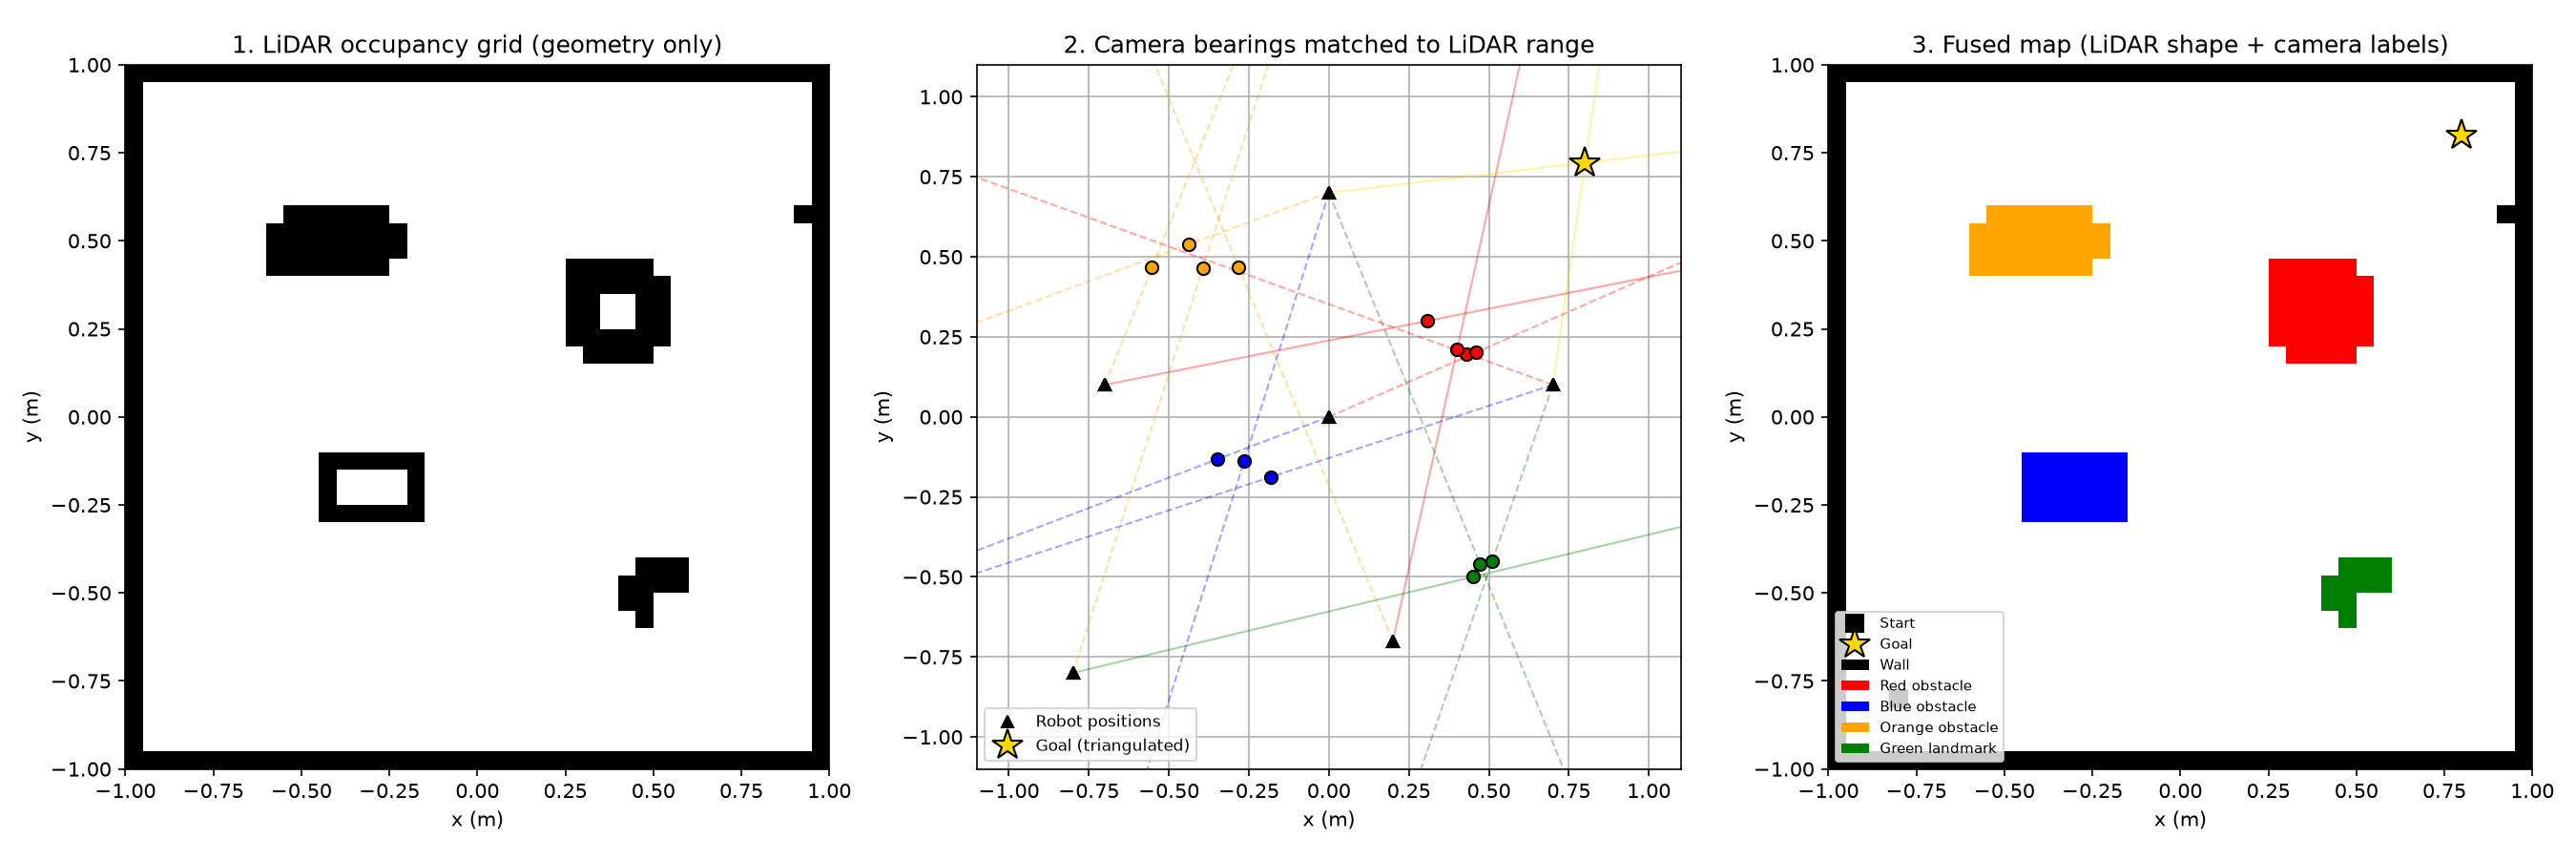 1. LiDAR occupancy grid (geometry only)
1.00
0.75
0.50
0.25
0.00
−0.25
−0.50
−0.75
−1.00
y (m)
−1.00 −0.75 −0.50 −0.25 0.00 0.25 0.50 0.75 1.00
x (m)
2. Camera bearings matched to LiDAR range
1.00
0.75
0.50
0.25
0.00
−0.25
−0.50
−0.75
−1.00
y (m)
Robot positions
Goal (triangulated)
−1.00 −0.75 −0.50 −0.25 0.00 0.25 0.50 0.75 1.00
x (m)
3. Fused map (LiDAR shape + camera labels)
1.00
0.75
0.50
0.25
0.00
−0.25
−0.50
−0.75
−1.00
y (m)
Start
Goal
Wall
Red obstacle
Blue obstacle
Orange obstacle
Green landmark
−1.00 −0.75 −0.50 −0.25 0.00 0.25 0.50 0.75 1.00
x (m)